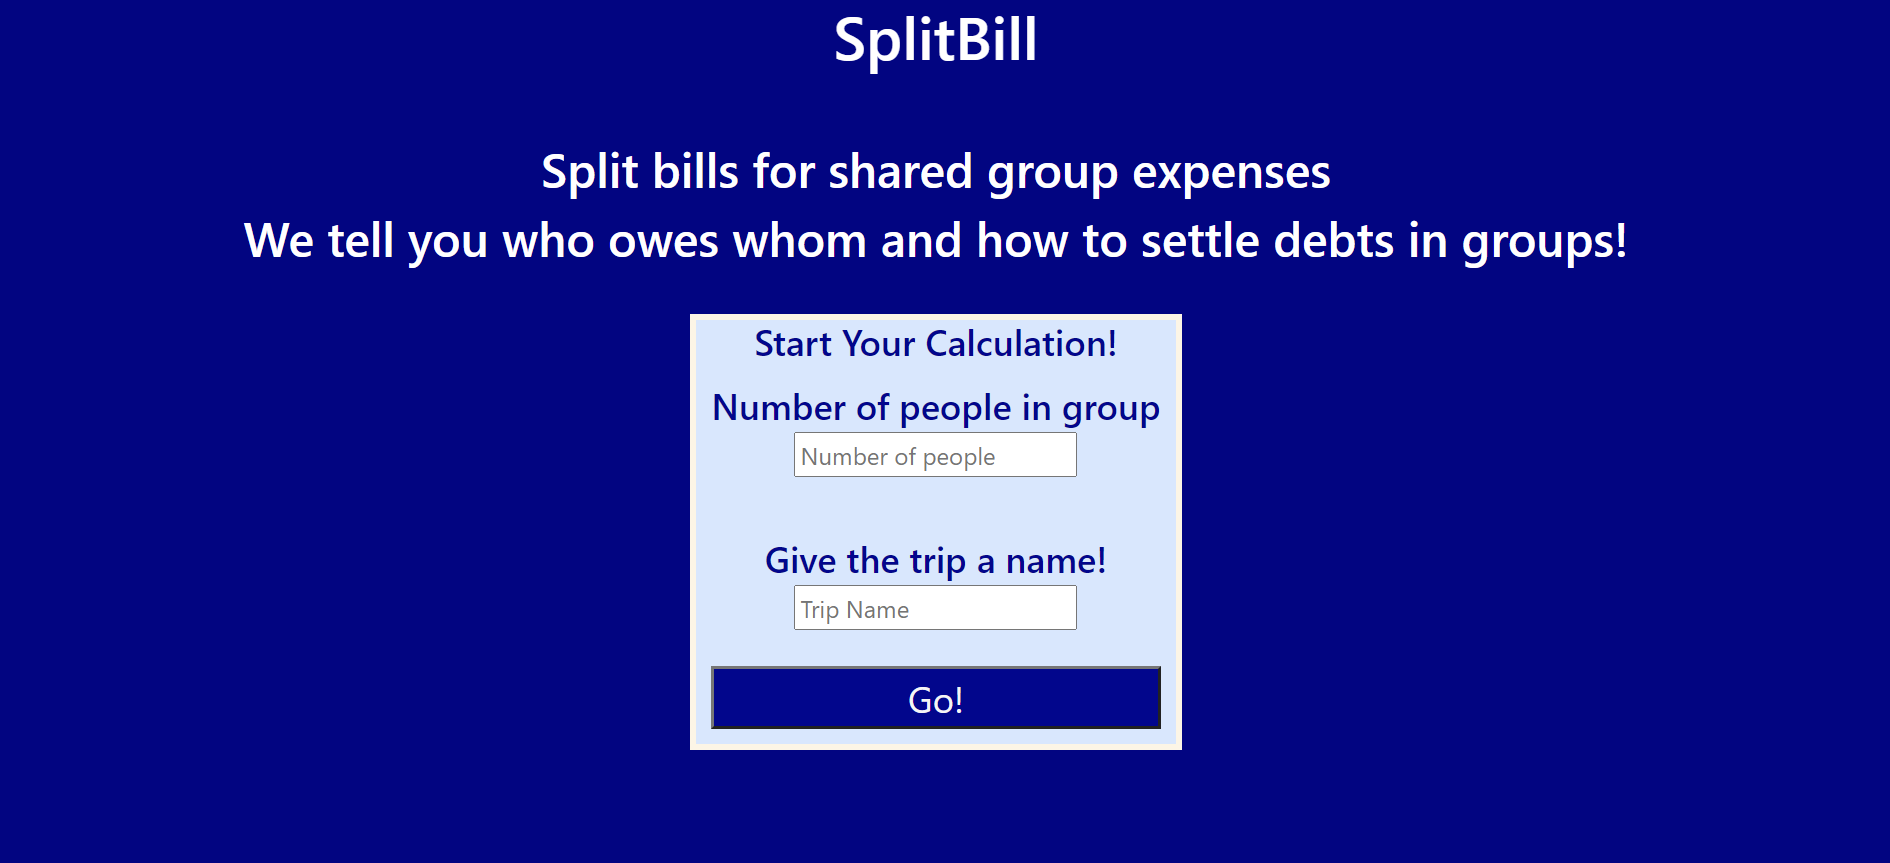 SplitBill
Split bills for shared group expenses
We tell you who owes whom and how to settle debts in groups!
Start Your Calculation!
Number of people in group
Number of people
Give the trip a name!
Trip Name
Go!